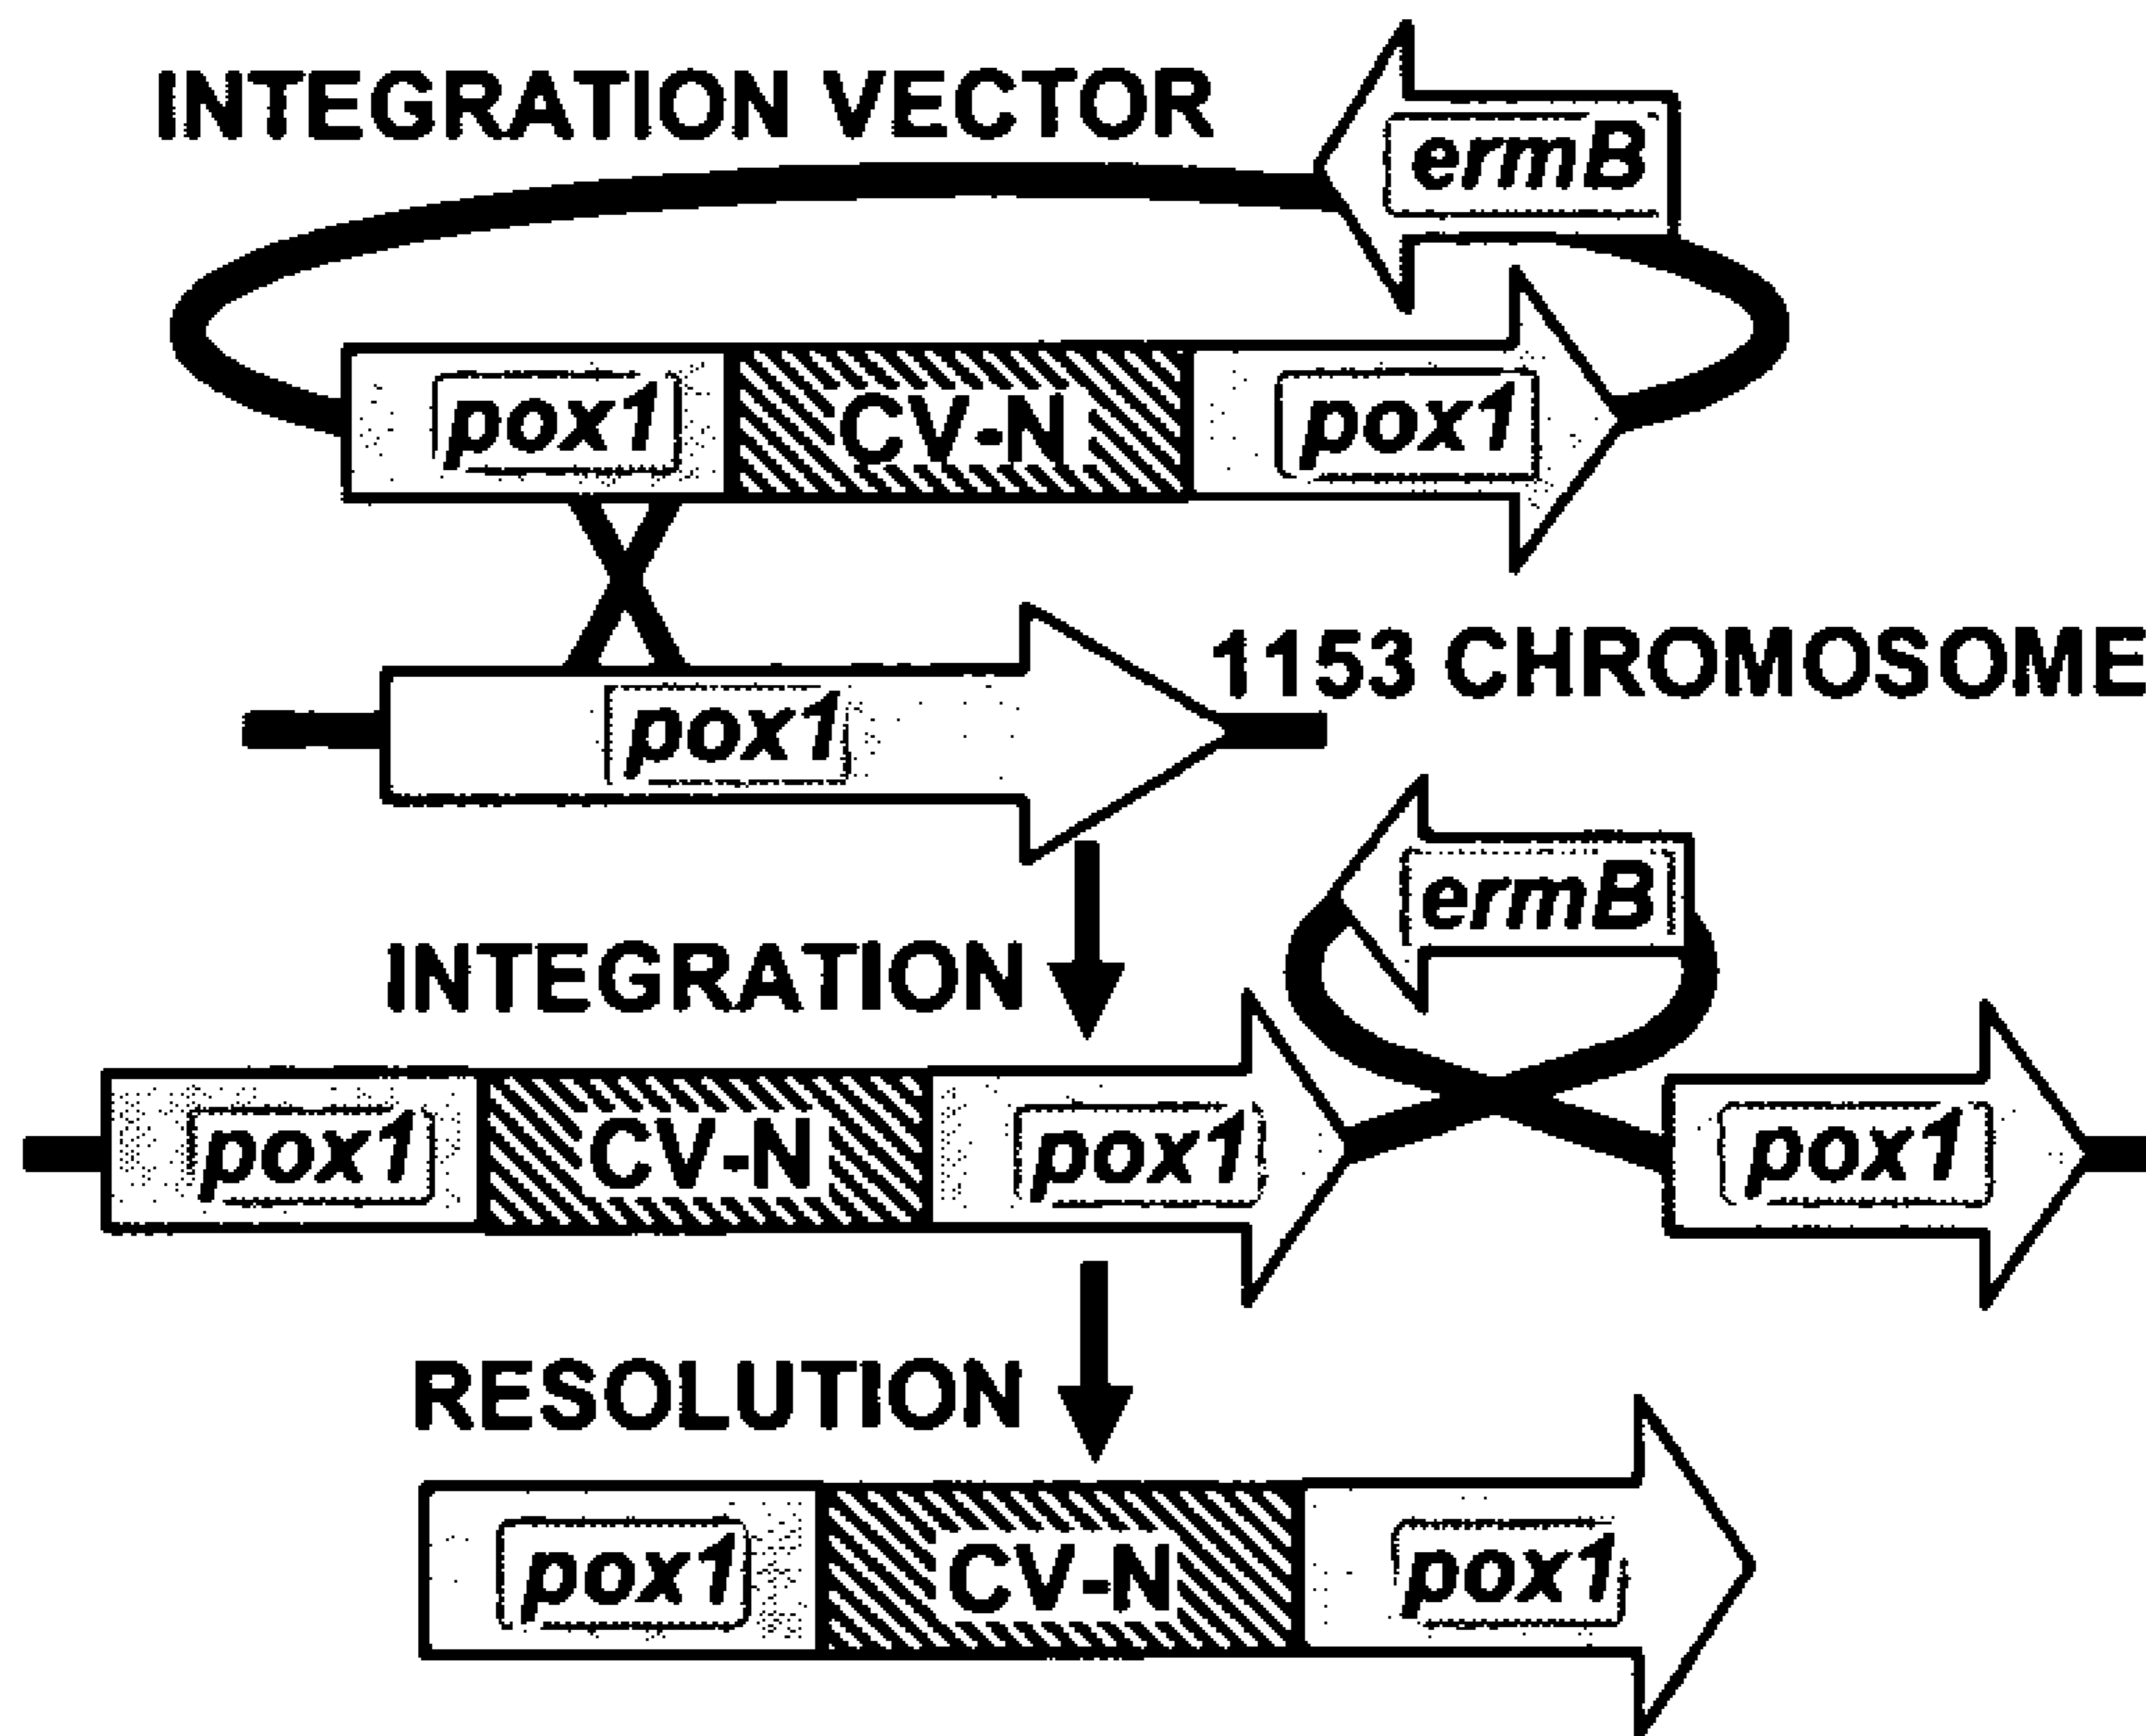 INTEGRATION VECTOR
ermB
pox1 CV-N pox1
1153 CHROMOSOME
pox1
ermB
INTEGRATION
pox1 CV-N pox1 pox1
RESOLUTION
pox1 CV-N pox1